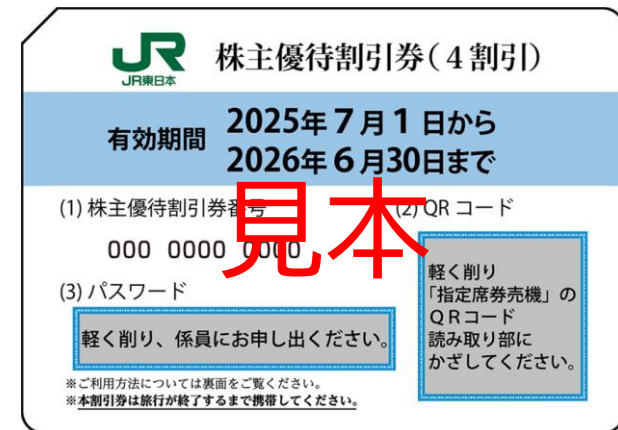 JR
JR東日本
株主優待割引券(4割引)
有効期間
2025年7月1日から
2026年6月30日まで
(1) 株主優待割引券番号
000 0000 0000
(2) QR コード
軽く削り
「指定席券売機」の
QRコード
読み取り部に
かざしてください。
(3) パスワード
軽く削り、係員にお申し出ください。
※ご利用方法については裏面をご覧ください。
※本割引券は旅行が終了するまで携帯してください。
見本